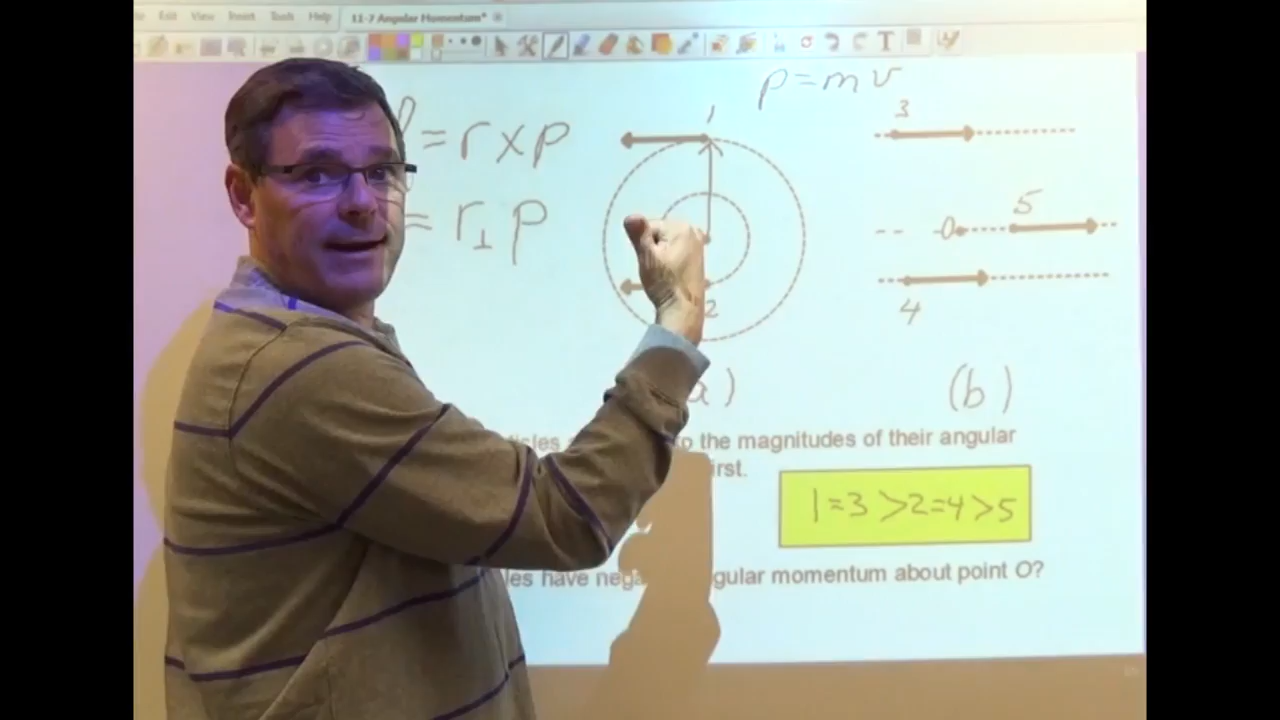 Edit View Insert Tools Help 11-7 Angular Momentum*
p = mv
l = r x p
= r⊥ p
1
2
3
O 5
4
a)
(b)
to the magnitudes of their angular
irst.
1=3 >2=4>5
les have nega gular momentum about point O?